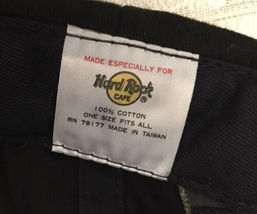 MADE ESPECIALLY FOR
Hard Rock
CAFE ®
100% COTTON
ONE SIZE FITS ALL
RN 79177 MADE IN TAIWAN